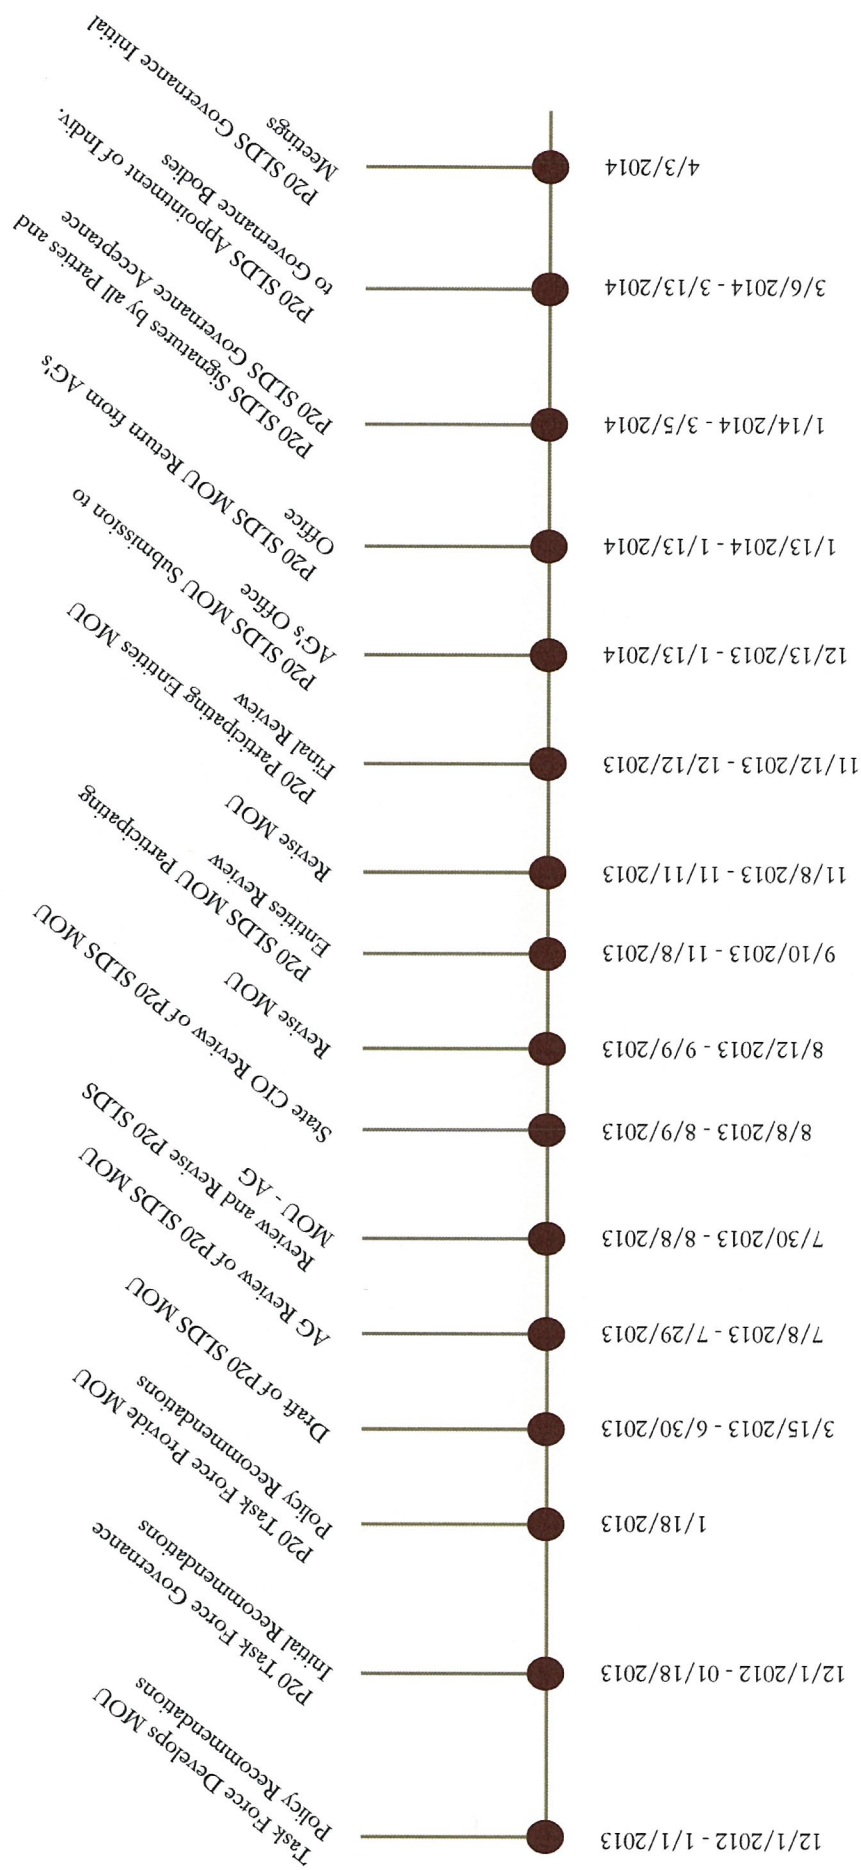 12/1/2012 - 1/1/2013
Task Force Develops MOU
Policy Recommendations
12/1/2012 - 01/18/2013
P20 Task Force Governance
Initial Recommendations
1/18/2013
P20 Task Force Provide MOU
Policy Recommendations
3/15/2013 - 6/30/2013
Draft of P20 SLDS MOU
7/8/2013 - 7/29/2013
AG Review of P20 SLDS MOU
7/30/2013 - 8/8/2013
Review and Revise P20 SLDS
MOU - AG
8/8/2013 - 8/9/2013
State CIO Review of P20 SLDS MOU
8/12/2013 - 9/9/2013
Revise MOU
9/10/2013 - 11/8/2013
P20 SLDS MOU Participating
Entities Review
11/8/2013 - 11/11/2013
Revise MOU
11/12/2013 - 12/12/2013
P20 Participating Entities MOU
Final Review
12/13/2013 - 1/13/2014
P20 SLDS MOU Submission to
AG's Office
1/13/2014 - 1/13/2014
P20 SLDS MOU Return from AG's
Office
1/14/2014 - 3/5/2014
P20 SLDS Signatures by all Parties and
P20 SLDS Governance Acceptance
3/6/2014 - 3/13/2014
P20 SLDS Appointment of Indiv.
to Governance Bodies
4/3/2014
P20 SLDS Governance Initial
Meetings